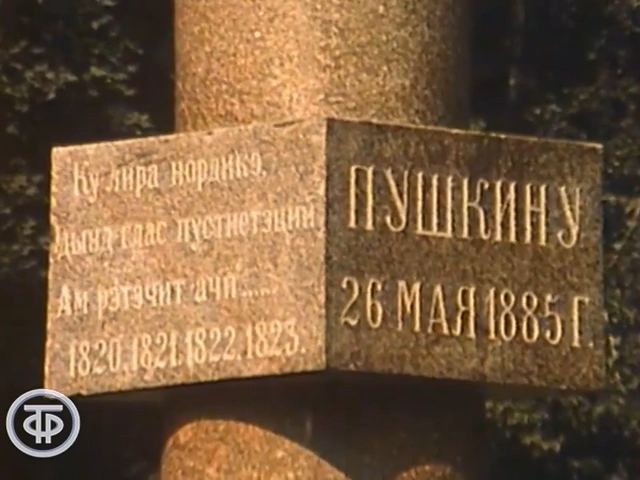 Ку лира нордикэ,
Дынд глас пустиетэций
Ам рэтэчит ачи......
1820, 1821, 1822, 1823.
ПУШКИНУ
26 МАЯ 1885 Г.